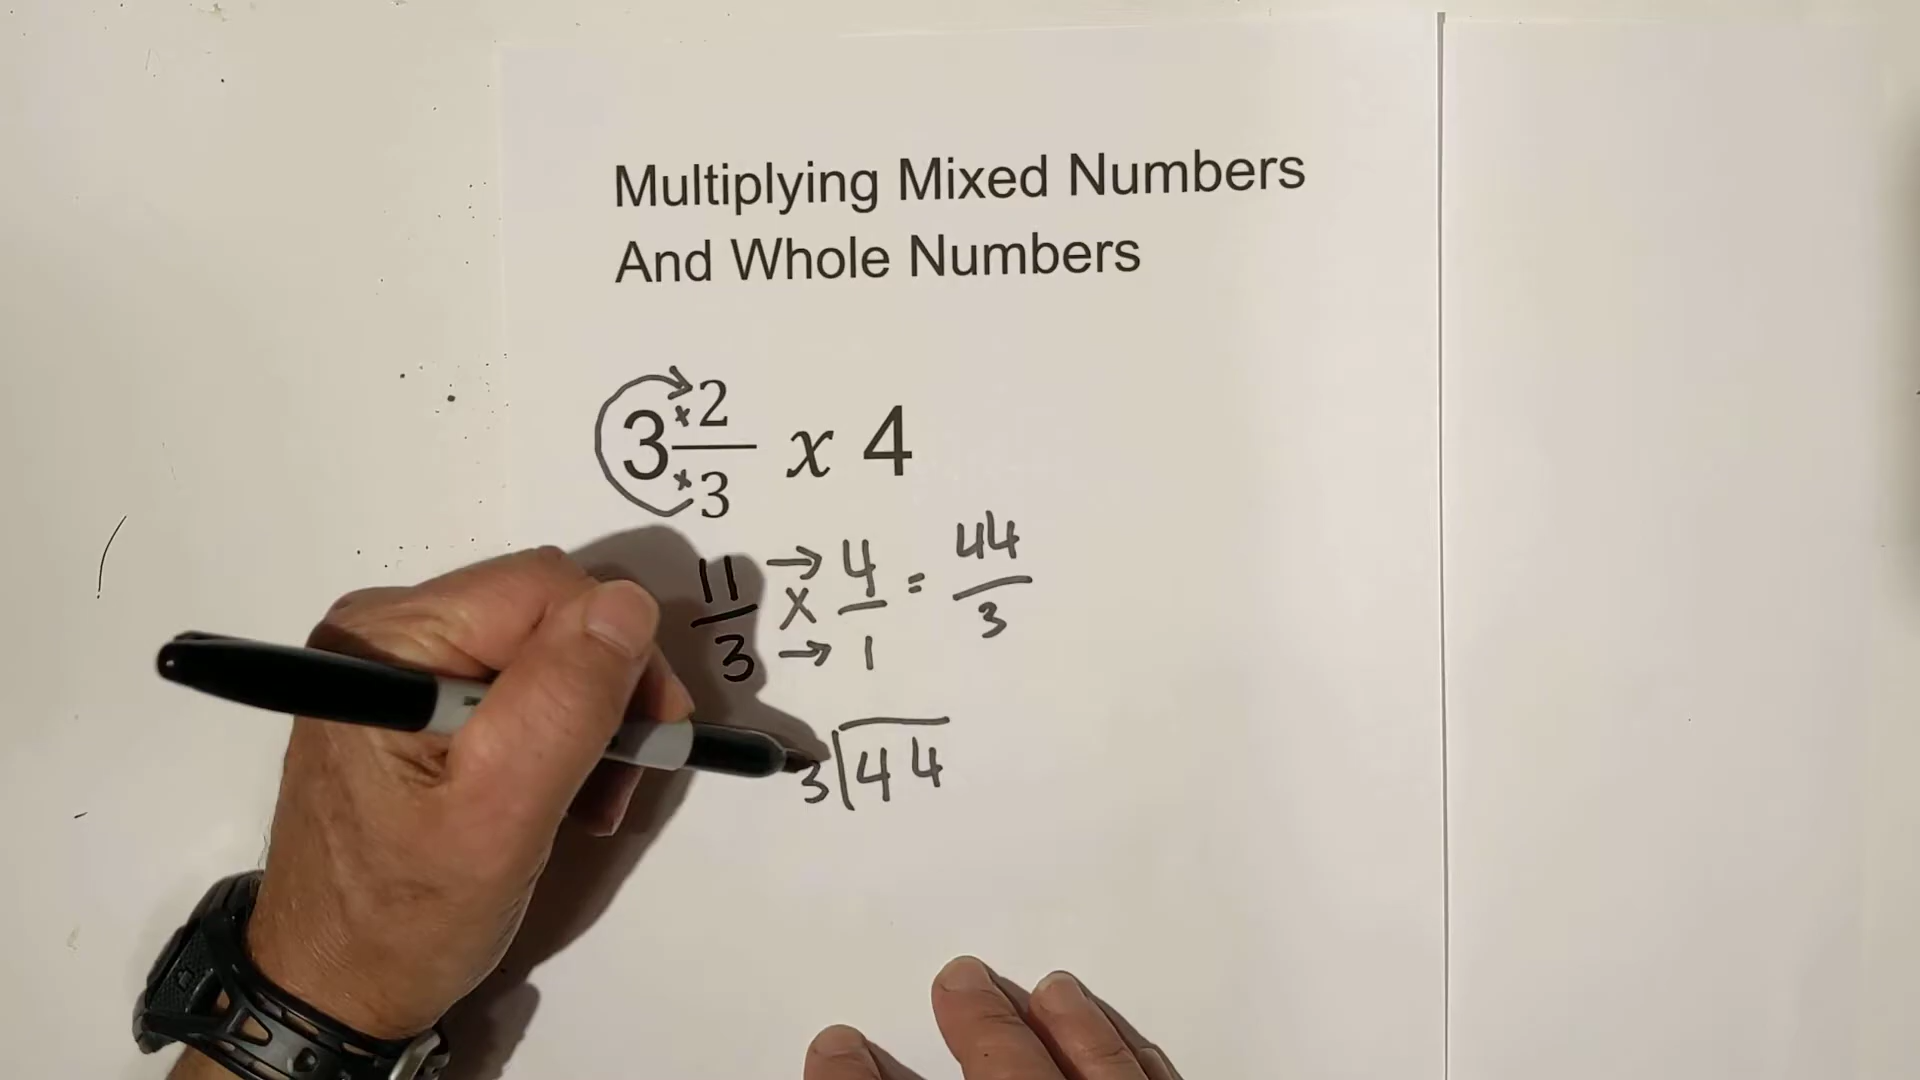 Multiplying Mixed Numbers
And Whole Numbers
3 × 2/× 3 x 4
11/3 → X → 4/1 = 44/3
3 44